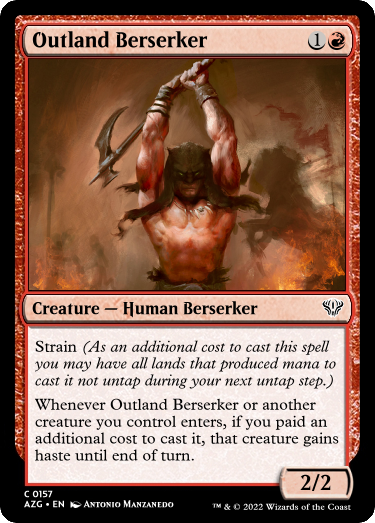 Outland Berserker 1
Creature — Human Berserker
Strain (As an additional cost to cast this spell
you may have all lands that produced mana to
cast it not untap during your next untap step.)
Whenever Outland Berserker or another
creature you control enters, if you paid an
additional cost to cast it, that creature gains
haste until end of turn.
2/2
C 0157
AZG • EN Antonio Manzanedo
™ & © 2022 Wizards of the Coast